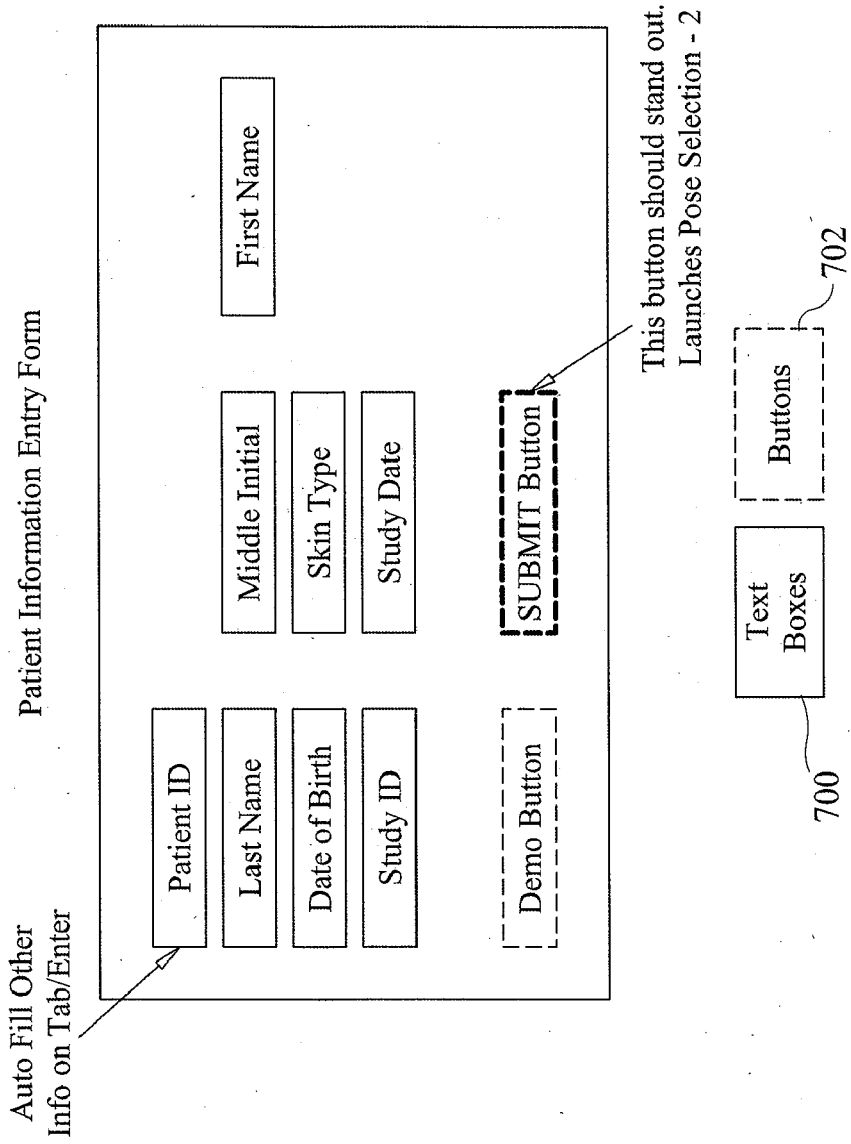 Patient Information Entry Form
Auto Fill Other
Info on Tab/Enter
Patient ID
Last Name
Middle Initial
First Name
Date of Birth
Skin Type
Study ID
Study Date
Demo Button
SUBMIT Button
This button should stand out.
Launches Pose Selection - 2
Text
Boxes
Buttons
700
702